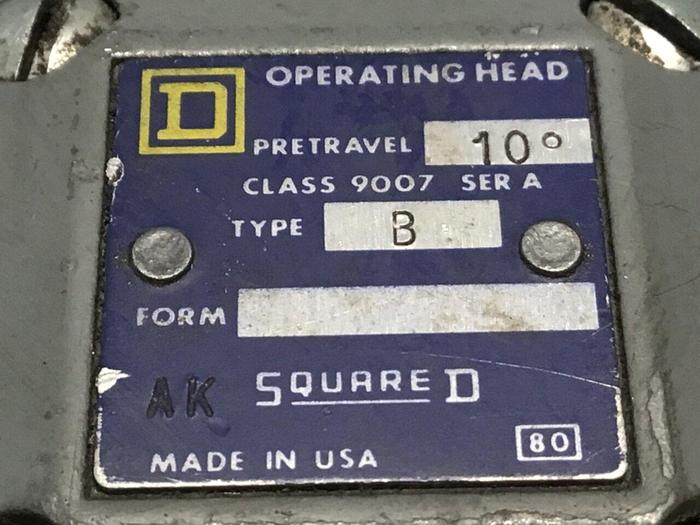 D
OPERATING HEAD
PRETRAVEL 10°
CLASS 9007 SER A
TYPE B
FORM
AK SQUARE D
80
MADE IN USA